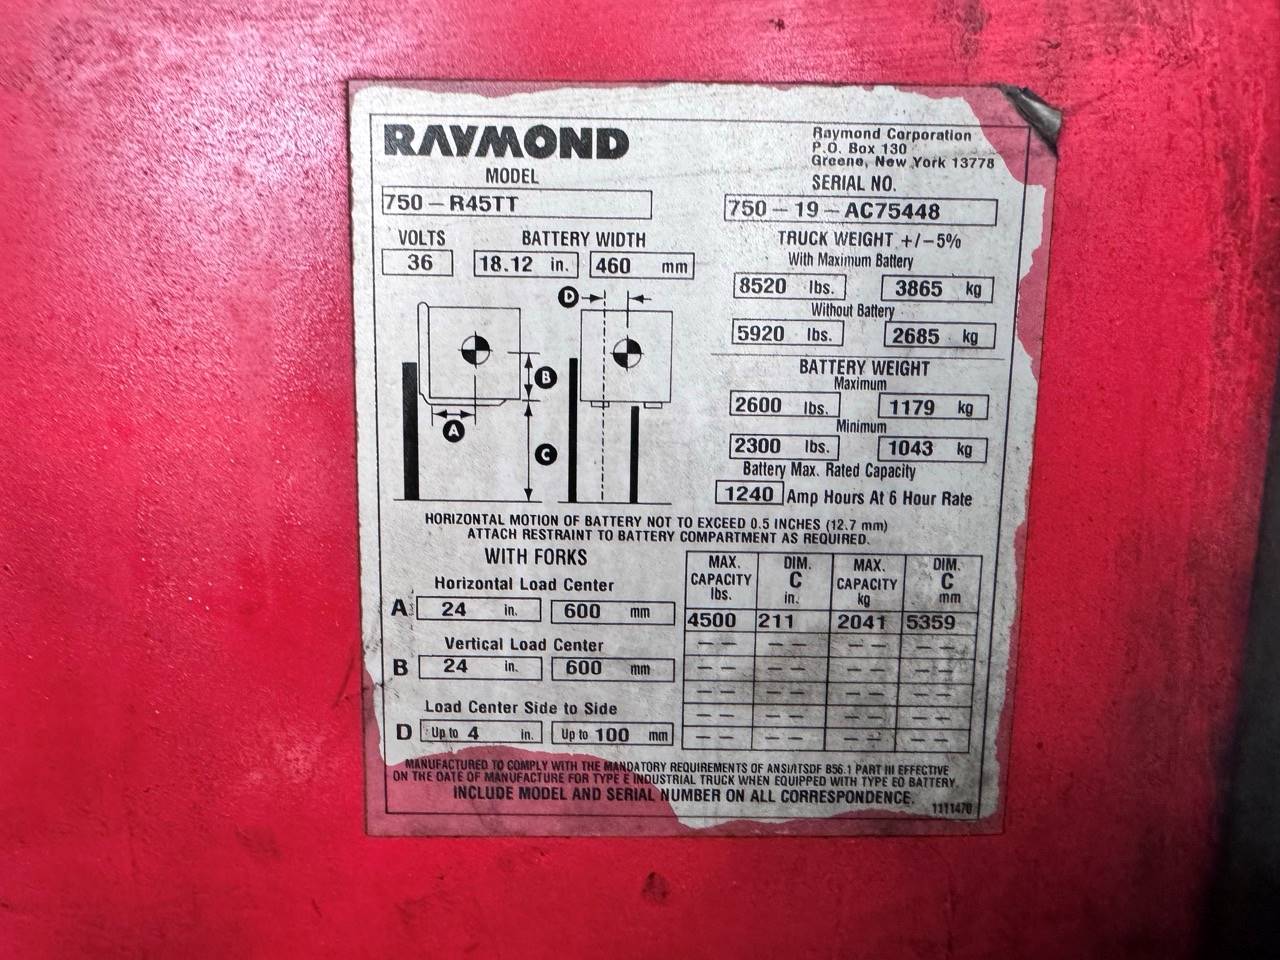 RAYMOND
Raymond Corporation
P.O. Box 130
Greene, New York 13778
MODEL
750 – R45TT
SERIAL NO.
750 – 19 – AC75448
VOLTS BATTERY WIDTH
36 18.12 in. 460 mm
TRUCK WEIGHT +/–5%
With Maximum Battery
8520 lbs. 3865 kg
Without Battery
5920 lbs. 2685 kg
BATTERY WEIGHT
Maximum
2600 lbs. 1179 kg
Minimum
2300 lbs. 1043 kg
Battery Max. Rated Capacity
1240 Amp Hours At 6 Hour Rate
D
B
A
C
HORIZONTAL MOTION OF BATTERY NOT TO EXCEED 0.5 INCHES (12.7 mm)
ATTACH RESTRAINT TO BATTERY COMPARTMENT AS REQUIRED.
WITH FORKS
Horizontal Load Center
A 24 in. 600 mm
Vertical Load Center
B 24 in. 600 mm
Load Center Side to Side
D Up to 4 in. Up to 100 mm
MAX. CAPACITY lbs. DIM. C in. MAX. CAPACITY kg DIM. C mm
4500 211 2041 5359
— — — — — — — —
— — — — — — — —
— — — — — — — —
— — — — — — — —
— — — — — — — —
MANUFACTURED TO COMPLY WITH THE MANDATORY REQUIREMENTS OF ANSI/ITSDF B56.1 PART III EFFECTIVE
ON THE DATE OF MANUFACTURE FOR TYPE E INDUSTRIAL TRUCK WHEN EQUIPPED WITH TYPE EO BATTERY.
INCLUDE MODEL AND SERIAL NUMBER ON ALL CORRESPONDENCE.
1111470